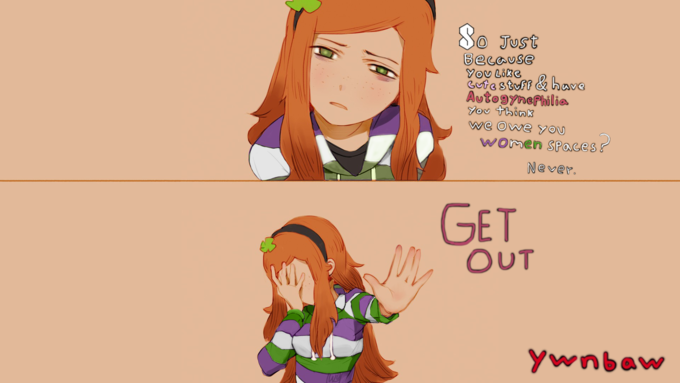 So Just
Because
you like
cute stuff & have
Autogynephilia
you think
we owe you
women spaces?
Never.
GET
OUT
ywnbaw